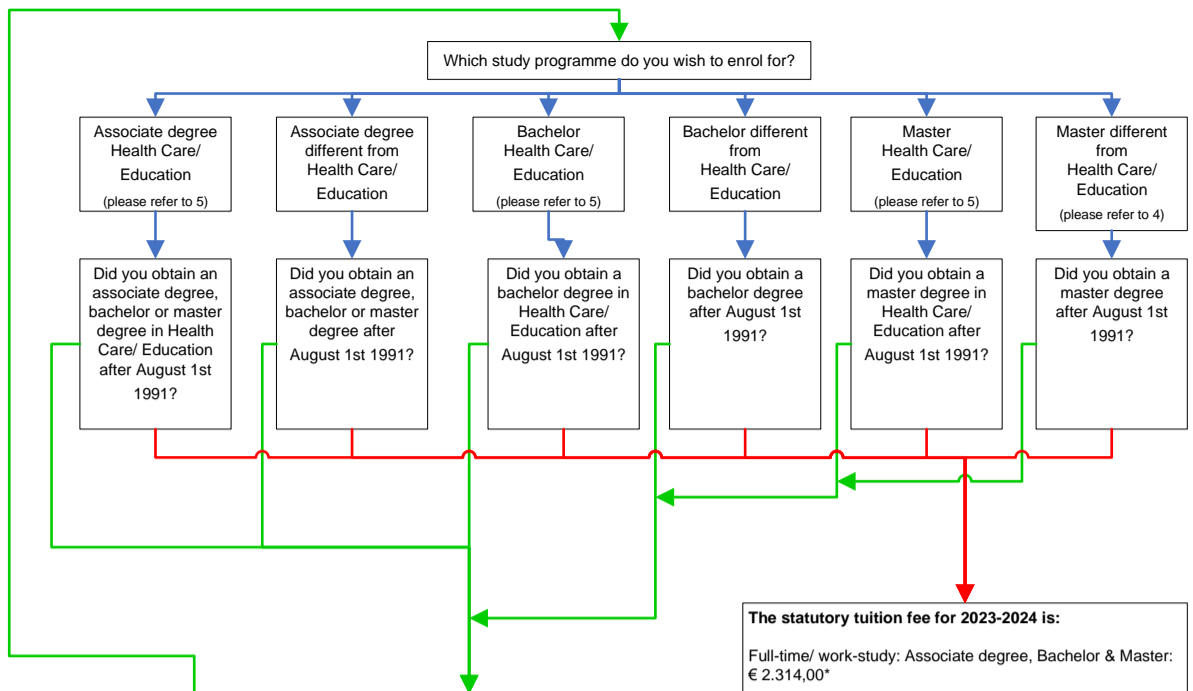 Which study programme do you wish to enrol for?
Associate degree
Health Care/
Education
(please refer to 5)
Associate degree
different from
Health Care/
Education
Bachelor
Health Care/
Education
(please refer to 5)
Bachelor different
from
Health Care/
Education
Master
Health Care/
Education
(please refer to 5)
Master different
from
Health Care/
Education
(please refer to 4)
Did you obtain an
associate degree,
bachelor or master
degree in Health
Care/ Education
after August 1st
1991?
Did you obtain an
associate degree,
bachelor or master
degree after
August 1st 1991?
Did you obtain a
bachelor degree in
Health Care/
Education after
August 1st 1991?
Did you obtain a
bachelor degree
after August 1st
1991?
Did you obtain a
master degree in
Health Care/
Education after
August 1st 1991?
Did you obtain a
master degree
after August 1st
1991?
The statutory tuition fee for 2023-2024 is:
Full-time/ work-study: Associate degree, Bachelor & Master:
€ 2.314,00*